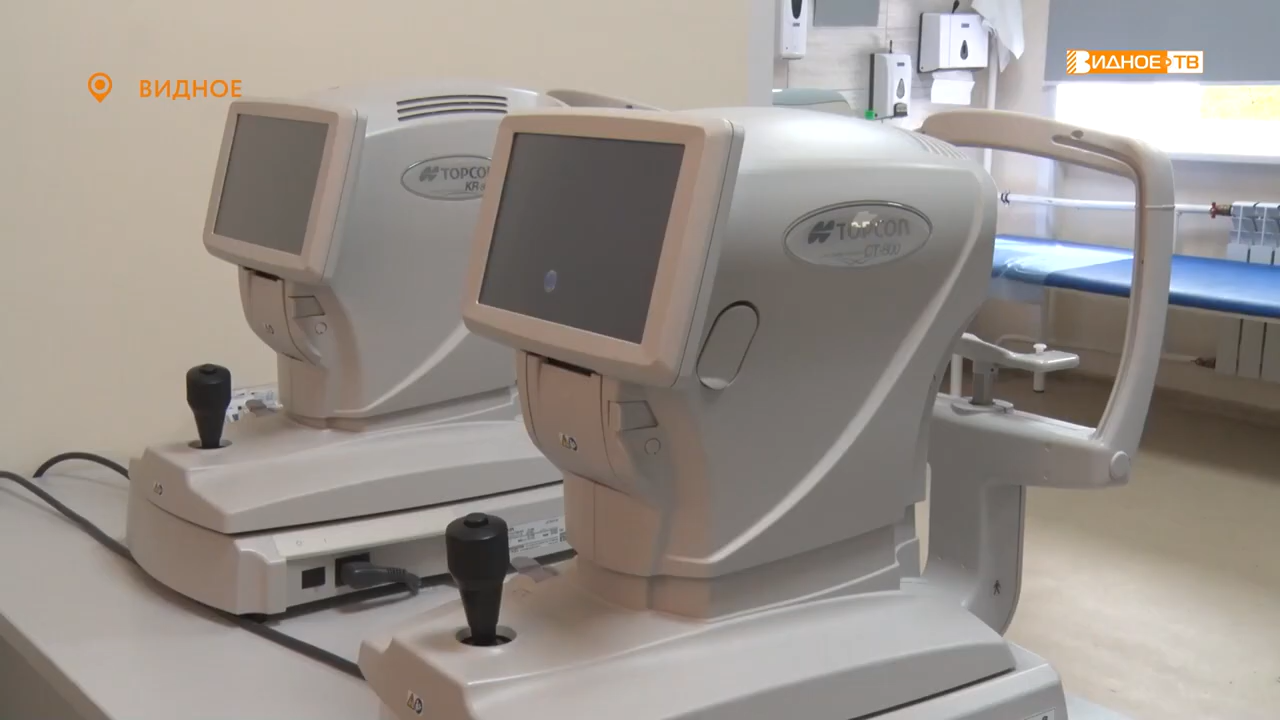 ВИДНОЕ
ВИДНОЕ ТВ
TOPCON
KR-8
TOPCON
CT-800